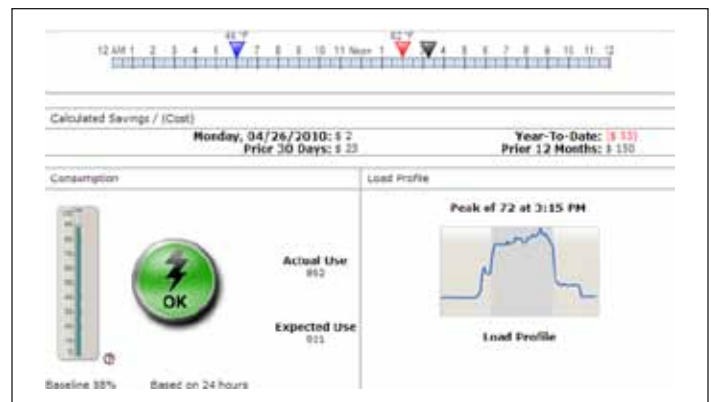 46 °F 82 °F
12 AM 1 2 3 4 5 7 8 9 10 11 Noon 1 4 5 6 7 8 9 10 11 12
Calculated Savings / (Cost)
Monday, 04/26/2010: $ 2 Year-To-Date:
Prior 30 Days: $ 23 Prior 12 Months: $ 150
Consumption Load Profile
Peak of 72 at 3:15 PM
Actual Use
OK
Expected Use
Load Profile
Baseline Based on 24 hours